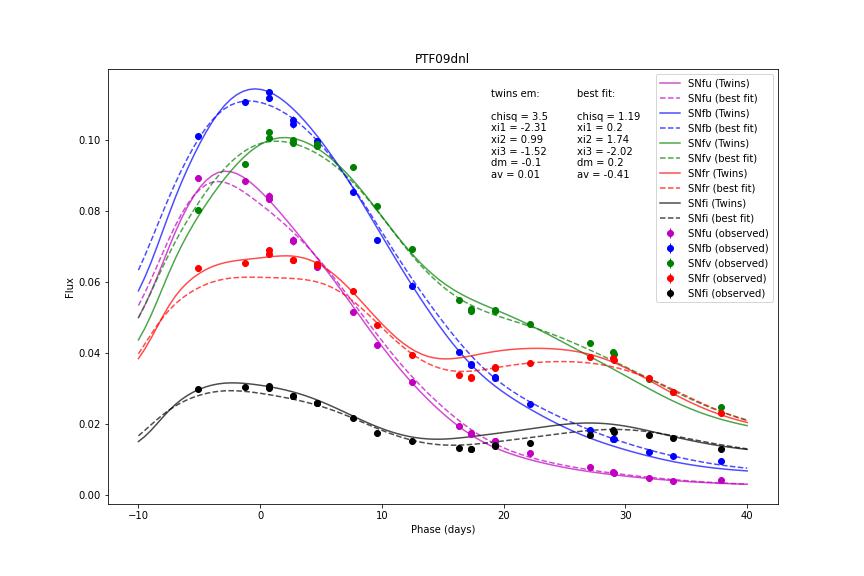 PTF09dnl
twins em: best fit:
chisq = 3.5 chisq = 1.19
xi1 = -2.31 xi1 = 0.2
xi2 = 0.99 xi2 = 1.74
xi3 = -1.52 xi3 = -2.02
dm = -0.1 dm = 0.2
av = 0.01 av = -0.41
SNfu (Twins)
SNfu (best fit)
SNfb (Twins)
SNfb (best fit)
SNfv (Twins)
SNfv (best fit)
SNfr (Twins)
SNfr (best fit)
SNfi (Twins)
SNfi (best fit)
SNfu (observed)
SNfb (observed)
SNfv (observed)
SNfr (observed)
SNfi (observed)
Flux
0.10
0.08
0.06
0.04
0.02
0.00
−10 0 10 20 30 40
Phase (days)